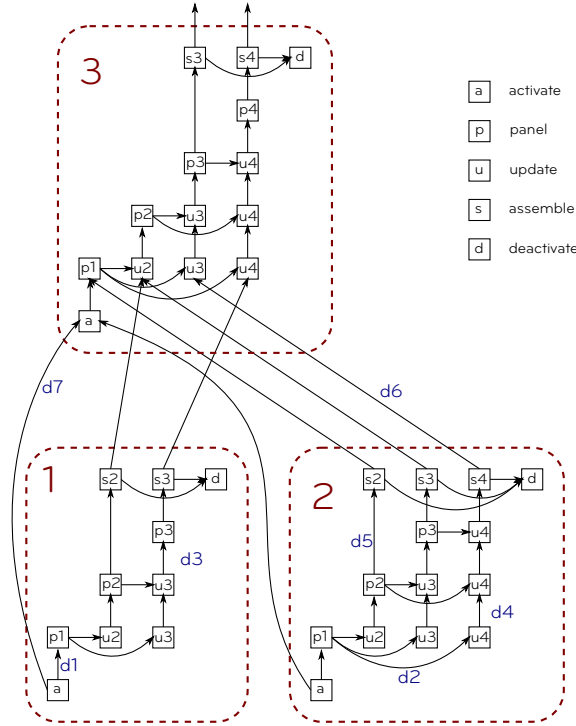 s3 s4 d
3
p4
a activate
p panel
p3 u4
u update
p2 u3 u4
s assemble
d deactivate
p1 u2 u3 u4
a
d7
d6
1
s2 s3 d
2
s2 s3 s4 d
p3
p3 u4
d3
d5
p2 u3
p2 u3 u4
d4
p1 u2 u3
p1 u2 u3 u4
d1
d2
a
a